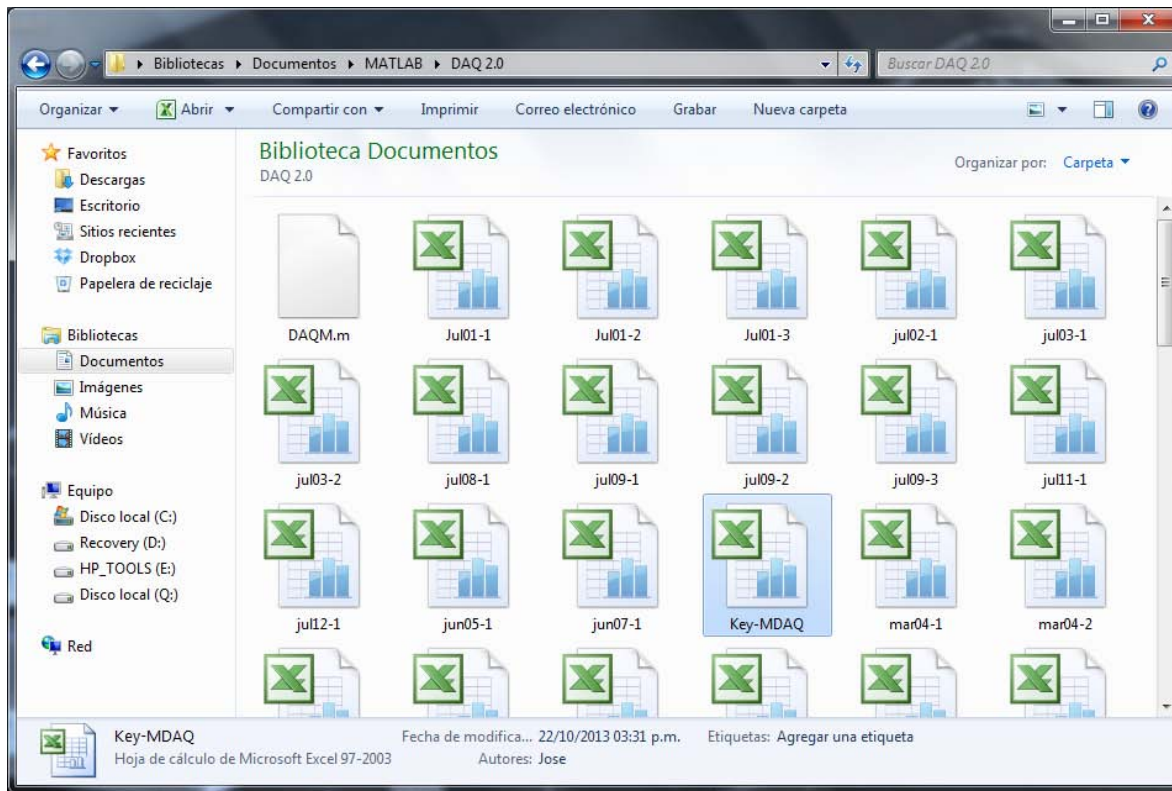 Bibliotecas Documentos MATLAB DAQ 2.0
Buscar DAQ 2.0
Organizar Abrir Compartir con Imprimir Correo electrónico Grabar Nueva carpeta
Favoritos
Descargas
Escritorio
Sitios recientes
Dropbox
Papelera de reciclaje
Bibliotecas
Documentos
Imágenes
Música
Vídeos
Equipo
Disco local (C:)
Recovery (D:)
HP_TOOLS (E:)
Disco local (Q:)
Red
Biblioteca Documentos
DAQ 2.0
Organizar por: Carpeta
DAQM.m Jul01-1 Jul01-2 Jul01-3 jul02-1 jul03-1
jul03-2 jul08-1 jul09-1 jul09-2 jul09-3 jul11-1
jul12-1 jun05-1 jun07-1 Key-MDAQ mar04-1 mar04-2
Key-MDAQ Fecha de modifica... 22/10/2013 03:31 p.m. Etiquetas: Agregar una etiqueta
Hoja de cálculo de Microsoft Excel 97-2003 Autores: Jose